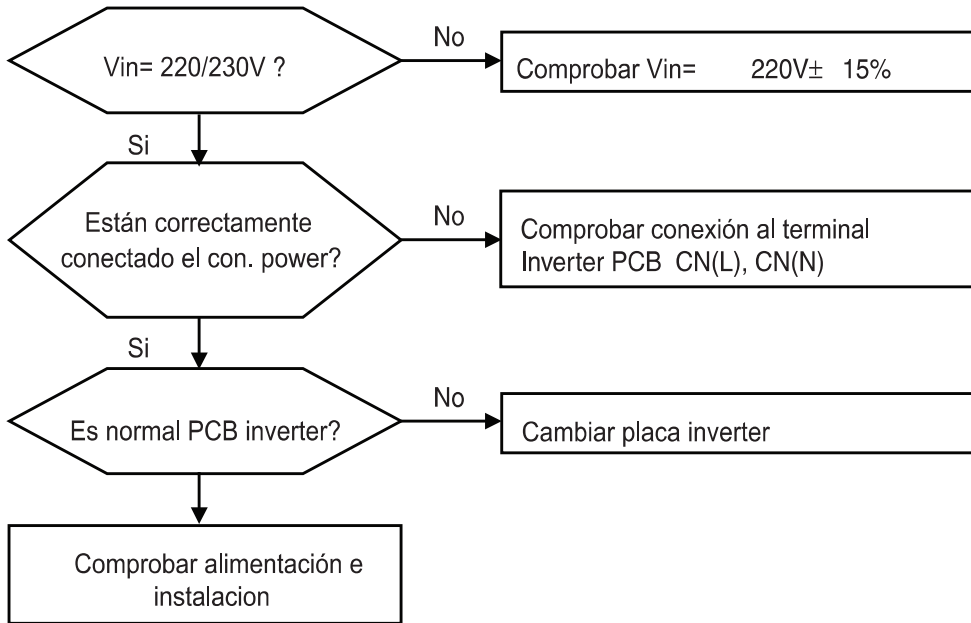 Vin= 220/230V ?
No
Comprobar Vin= 220V± 15%
Si
Están correctamente
conectado el con. power?
No
Comprobar conexión al terminal
Inverter PCB CN(L), CN(N)
Si
Es normal PCB inverter?
No
Cambiar placa inverter
Comprobar alimentación e
instalacion